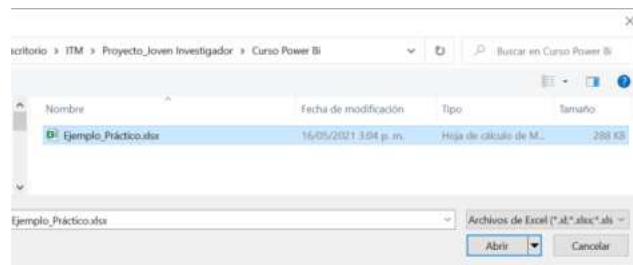 scritorio > ITM > Proyecto_Joven Investigador > Curso Power Bi
Buscar en Curso Power Bi
Nombre Fecha de modificación Tipo Tamaño
Ejemplo_Práctico.xlsx 16/05/2021 3:04 p. m. Hoja de cálculo de M... 288 KB
Ejemplo_Práctico.xlsx
Archivos de Excel (*.xl;*.xlsx;*.xls
Abrir Cancelar